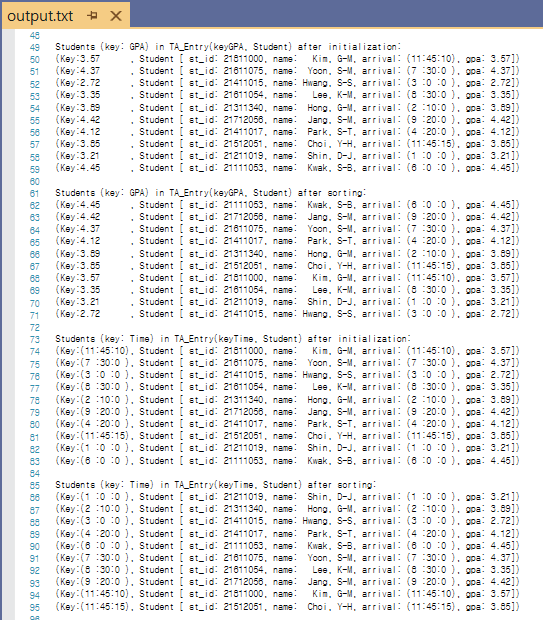 output.txt
48
49 Students (key: GPA) in TA_Entry(keyGPA, Student) after initialization:
50 (Key:3.57      , Student [ st_id: 21811000, name:    Kim, G-M, arrival: (11:45:10), gpa: 3.57])
51 (Key:4.37      , Student [ st_id: 21611075, name:   Yoon, S-M, arrival: (7 :30:0 ), gpa: 4.37])
52 (Key:2.72      , Student [ st_id: 21411015, name: Hwang, S-S, arrival: (3 :0 :0 ), gpa: 2.72])
53 (Key:3.35      , Student [ st_id: 21611054, name:    Lee, K-M, arrival: (8 :30:0 ), gpa: 3.35])
54 (Key:3.89      , Student [ st_id: 21311340, name:   Hong, G-M, arrival: (2 :10:0 ), gpa: 3.89])
55 (Key:4.42      , Student [ st_id: 21712056, name:   Jang, S-M, arrival: (9 :20:0 ), gpa: 4.42])
56 (Key:4.12      , Student [ st_id: 21411017, name:   Park, S-T, arrival: (4 :20:0 ), gpa: 4.12])
57 (Key:3.85      , Student [ st_id: 21512051, name:   Choi, Y-H, arrival: (11:45:15), gpa: 3.85])
58 (Key:3.21      , Student [ st_id: 21211019, name:   Shin, D-J, arrival: (1 :0 :0 ), gpa: 3.21])
59 (Key:4.45      , Student [ st_id: 21111053, name:   Kwak, S-B, arrival: (6 :0 :0 ), gpa: 4.45])
60
61 Students (key: GPA) in TA_Entry(keyGPA, Student) after sorting:
62 (Key:4.45      , Student [ st_id: 21111053, name:   Kwak, S-B, arrival: (6 :0 :0 ), gpa: 4.45])
63 (Key:4.42      , Student [ st_id: 21712056, name:   Jang, S-M, arrival: (9 :20:0 ), gpa: 4.42])
64 (Key:4.37      , Student [ st_id: 21611075, name:   Yoon, S-M, arrival: (7 :30:0 ), gpa: 4.37])
65 (Key:4.12      , Student [ st_id: 21411017, name:   Park, S-T, arrival: (4 :20:0 ), gpa: 4.12])
66 (Key:3.89      , Student [ st_id: 21311340, name:   Hong, G-M, arrival: (2 :10:0 ), gpa: 3.89])
67 (Key:3.85      , Student [ st_id: 21512051, name:   Choi, Y-H, arrival: (11:45:15), gpa: 3.85])
68 (Key:3.57      , Student [ st_id: 21811000, name:    Kim, G-M, arrival: (11:45:10), gpa: 3.57])
69 (Key:3.35      , Student [ st_id: 21611054, name:    Lee, K-M, arrival: (8 :30:0 ), gpa: 3.35])
70 (Key:3.21      , Student [ st_id: 21211019, name:   Shin, D-J, arrival: (1 :0 :0 ), gpa: 3.21])
71 (Key:2.72      , Student [ st_id: 21411015, name: Hwang, S-S, arrival: (3 :0 :0 ), gpa: 2.72])
72
73 Students (key: Time) in TA_Entry(keyTime, Student) after initialization:
74 (Key:(11:45:10), Student [ st_id: 21811000, name:    Kim, G-M, arrival: (11:45:10), gpa: 3.57])
75 (Key:(7 :30:0 ), Student [ st_id: 21611075, name:   Yoon, S-M, arrival: (7 :30:0 ), gpa: 4.37])
76 (Key:(3 :0 :0 ), Student [ st_id: 21411015, name: Hwang, S-S, arrival: (3 :0 :0 ), gpa: 2.72])
77 (Key:(8 :30:0 ), Student [ st_id: 21611054, name:    Lee, K-M, arrival: (8 :30:0 ), gpa: 3.35])
78 (Key:(2 :10:0 ), Student [ st_id: 21311340, name:   Hong, G-M, arrival: (2 :10:0 ), gpa: 3.89])
79 (Key:(9 :20:0 ), Student [ st_id: 21712056, name:   Jang, S-M, arrival: (9 :20:0 ), gpa: 4.42])
80 (Key:(4 :20:0 ), Student [ st_id: 21411017, name:   Park, S-T, arrival: (4 :20:0 ), gpa: 4.12])
81 (Key:(11:45:15), Student [ st_id: 21512051, name:   Choi, Y-H, arrival: (11:45:15), gpa: 3.85])
82 (Key:(1 :0 :0 ), Student [ st_id: 21211019, name:   Shin, D-J, arrival: (1 :0 :0 ), gpa: 3.21])
83 (Key:(6 :0 :0 ), Student [ st_id: 21111053, name:   Kwak, S-B, arrival: (6 :0 :0 ), gpa: 4.45])
84
85 Students (key: Time) in TA_Entry(keyTime, Student) after sorting:
86 (Key:(1 :0 :0 ), Student [ st_id: 21211019, name:   Shin, D-J, arrival: (1 :0 :0 ), gpa: 3.21])
87 (Key:(2 :10:0 ), Student [ st_id: 21311340, name:   Hong, G-M, arrival: (2 :10:0 ), gpa: 3.89])
88 (Key:(3 :0 :0 ), Student [ st_id: 21411015, name: Hwang, S-S, arrival: (3 :0 :0 ), gpa: 2.72])
89 (Key:(4 :20:0 ), Student [ st_id: 21411017, name:   Park, S-T, arrival: (4 :20:0 ), gpa: 4.12])
90 (Key:(6 :0 :0 ), Student [ st_id: 21111053, name:   Kwak, S-B, arrival: (6 :0 :0 ), gpa: 4.45])
91 (Key:(7 :30:0 ), Student [ st_id: 21611075, name:   Yoon, S-M, arrival: (7 :30:0 ), gpa: 4.37])
92 (Key:(8 :30:0 ), Student [ st_id: 21611054, name:    Lee, K-M, arrival: (8 :30:0 ), gpa: 3.35])
93 (Key:(9 :20:0 ), Student [ st_id: 21712056, name:   Jang, S-M, arrival: (9 :20:0 ), gpa: 4.42])
94 (Key:(11:45:10), Student [ st_id: 21811000, name:    Kim, G-M, arrival: (11:45:10), gpa: 3.57])
95 (Key:(11:45:15), Student [ st_id: 21512051, name:   Choi, Y-H, arrival: (11:45:15), gpa: 3.85])
96